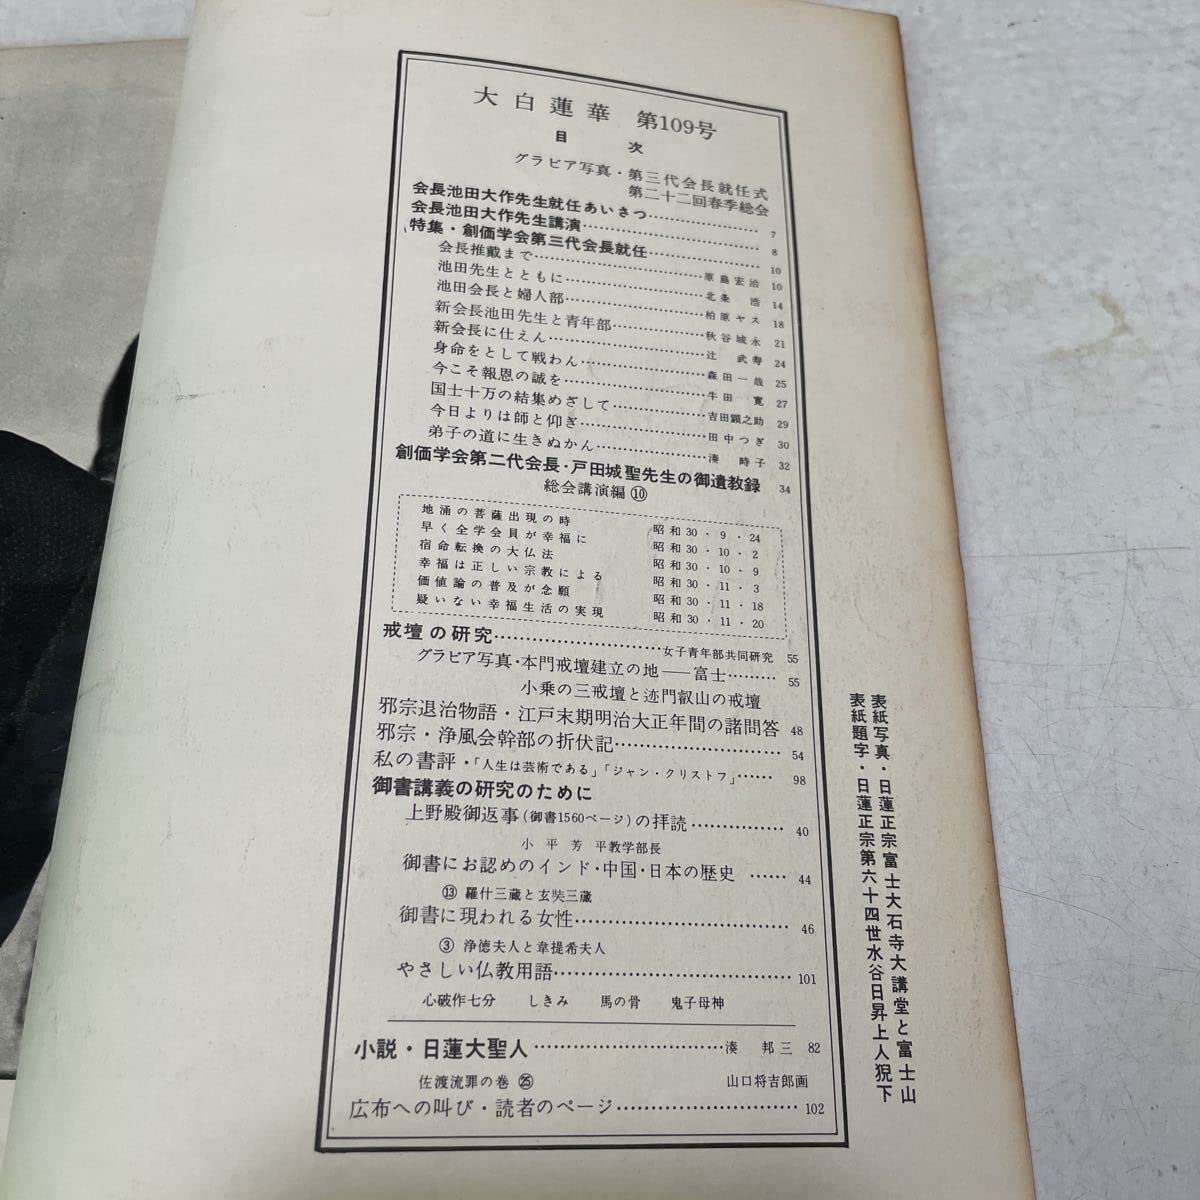 大白蓮華 第109号
目次
グラビア写真・第三代会長就任式
第二十二回春季総会
会長池田大作先生就任あいさつ…………… 7
会長池田大作先生講演…………………… 8
特集・創価学会第三代会長就任…………… 10
会長推戴まで……………………原島宏治 10
池田先生とともに………………北条 浩 14
池田会長と婦人部………………柏原ヤス 18
新会長池田先生と青年部………秋谷城永 21
新会長に仕えん…………………辻 武寿 24
身命をとして戦わん……………森田一哉 25
今こそ報恩の誠を………………牛田 寛 27
国士十万の結集めざして………吉田顕之助 29
今日よりは師と仰ぎ……………田中つぎ 30
弟子の道に生きぬかん…………湊 時子 32
創価学会第二代会長・戸田城聖先生の御遺教録 34
総会講演編⑩
地涌の菩薩出現の時 昭和30・9・24
早く全学会員が幸福に 昭和30・10・2
宿命転換の大仏法 昭和30・10・9
幸福は正しい宗教による 昭和30・11・3
価値論の普及が念願 昭和30・11・18
疑いない幸福生活の実現 昭和30・11・20
戒壇の研究……………………女子青年部共同研究 55
グラビア写真・本門戒壇建立の地――富士……… 55
小乗の三戒壇と迹門叡山の戒壇
邪宗退治物語・江戸末期明治大正年間の諸問答 48
邪宗・浄風会幹部の折伏記…………………… 54
私の書評・「人生は芸術である」「ジャン・クリストフ」…… 98
御書講義の研究のために
上野殿御返事(御書1560ページ)の拝読………… 40
小平芳平教学部長
御書にお認めのインド・中国・日本の歴史…… 44
⑬ 羅什三蔵と玄奘三蔵
御書に現われる女性………………………… 46
③ 浄徳夫人と韋提希夫人
やさしい仏教用語…………………………… 101
心破作七分 しきみ 馬の骨 鬼子母神
小説・日蓮大聖人…………………………湊 邦三 82
佐渡流罪の巻㉕ 山口将吉郎画
広布への叫び・読者のページ………………………… 102
表紙写真・日蓮正宗富士大石寺大講堂と富士山
表紙題字・日蓮正宗第六十四世水谷日昇上人猊下